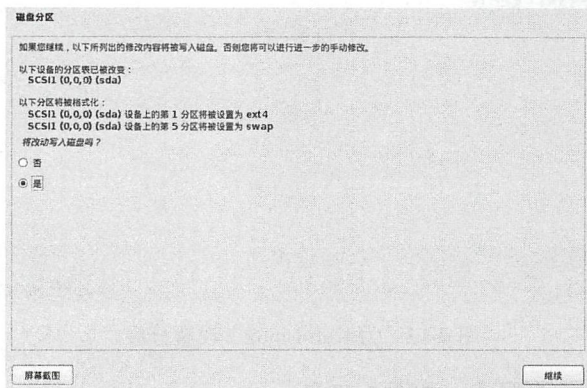 磁盘分区
如果您继续，以下所列出的修改内容将被写入磁盘。否则您将可以进行进一步的手动修改。
以下设备的分区表已被改变：
SCSI1 (0,0,0) (sda)
以下分区将被格式化：
SCSI1 (0,0,0) (sda) 设备上的第 1 分区将被设置为 ext4
SCSI1 (0,0,0) (sda) 设备上的第 5 分区将被设置为 swap
将改动写入磁盘吗？
否
是
屏幕截图
继续